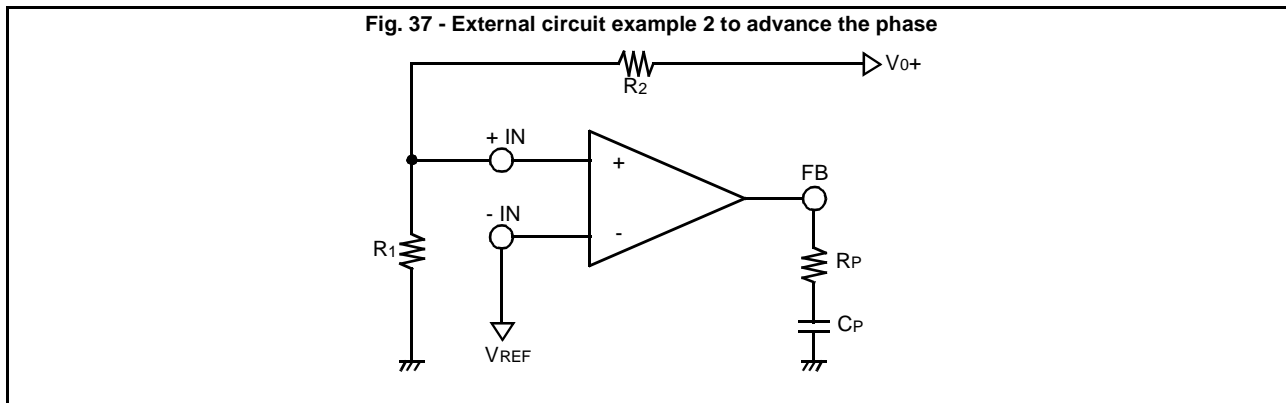 Fig. 37 - External circuit example 2 to advance the phase
V0+
R2
+ IN
+
FB
- IN
-
R1
RP
CP
VREF